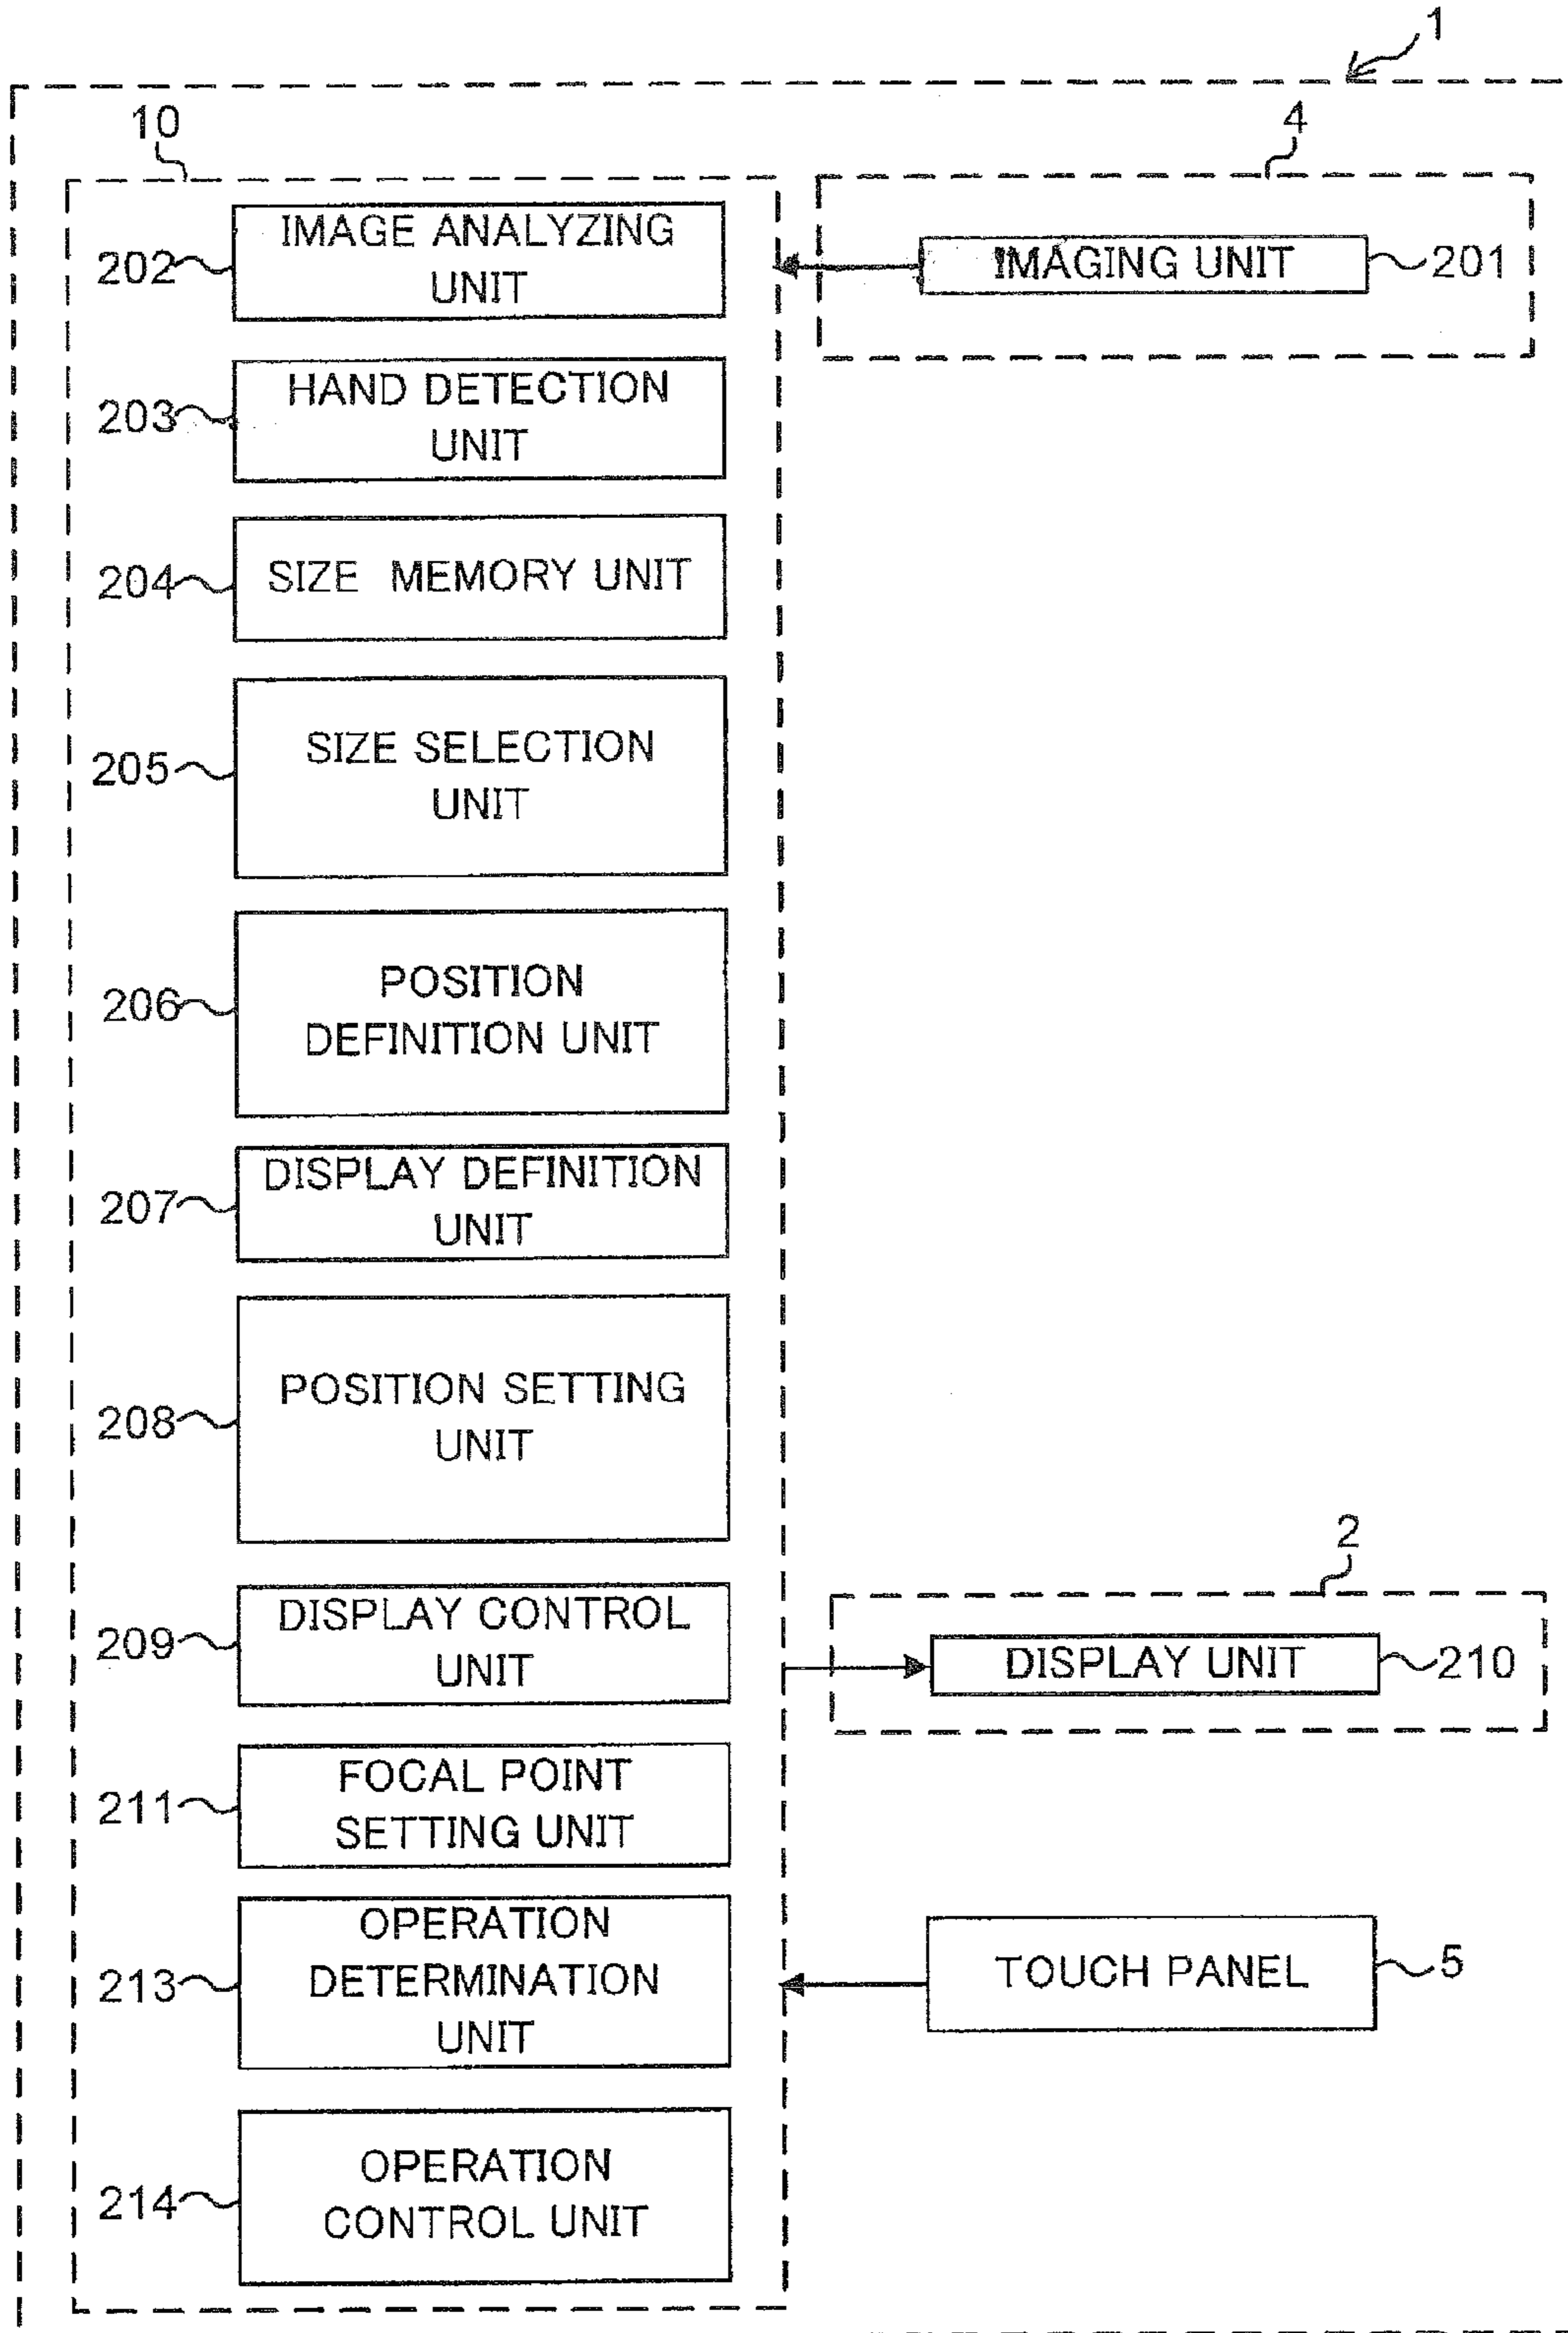 1
10
4
IMAGE ANALYZING
UNIT
202
IMAGING UNIT
201
HAND DETECTION
UNIT
203
SIZE MEMORY UNIT
204
SIZE SELECTION
UNIT
205
POSITION
DEFINITION UNIT
206
DISPLAY DEFINITION
UNIT
207
POSITION SETTING
UNIT
208
2
DISPLAY CONTROL
UNIT
209
DISPLAY UNIT
210
FOCAL POINT
SETTING UNIT
211
OPERATION
DETERMINATION
UNIT
213
TOUCH PANEL
5
OPERATION
CONTROL UNIT
214